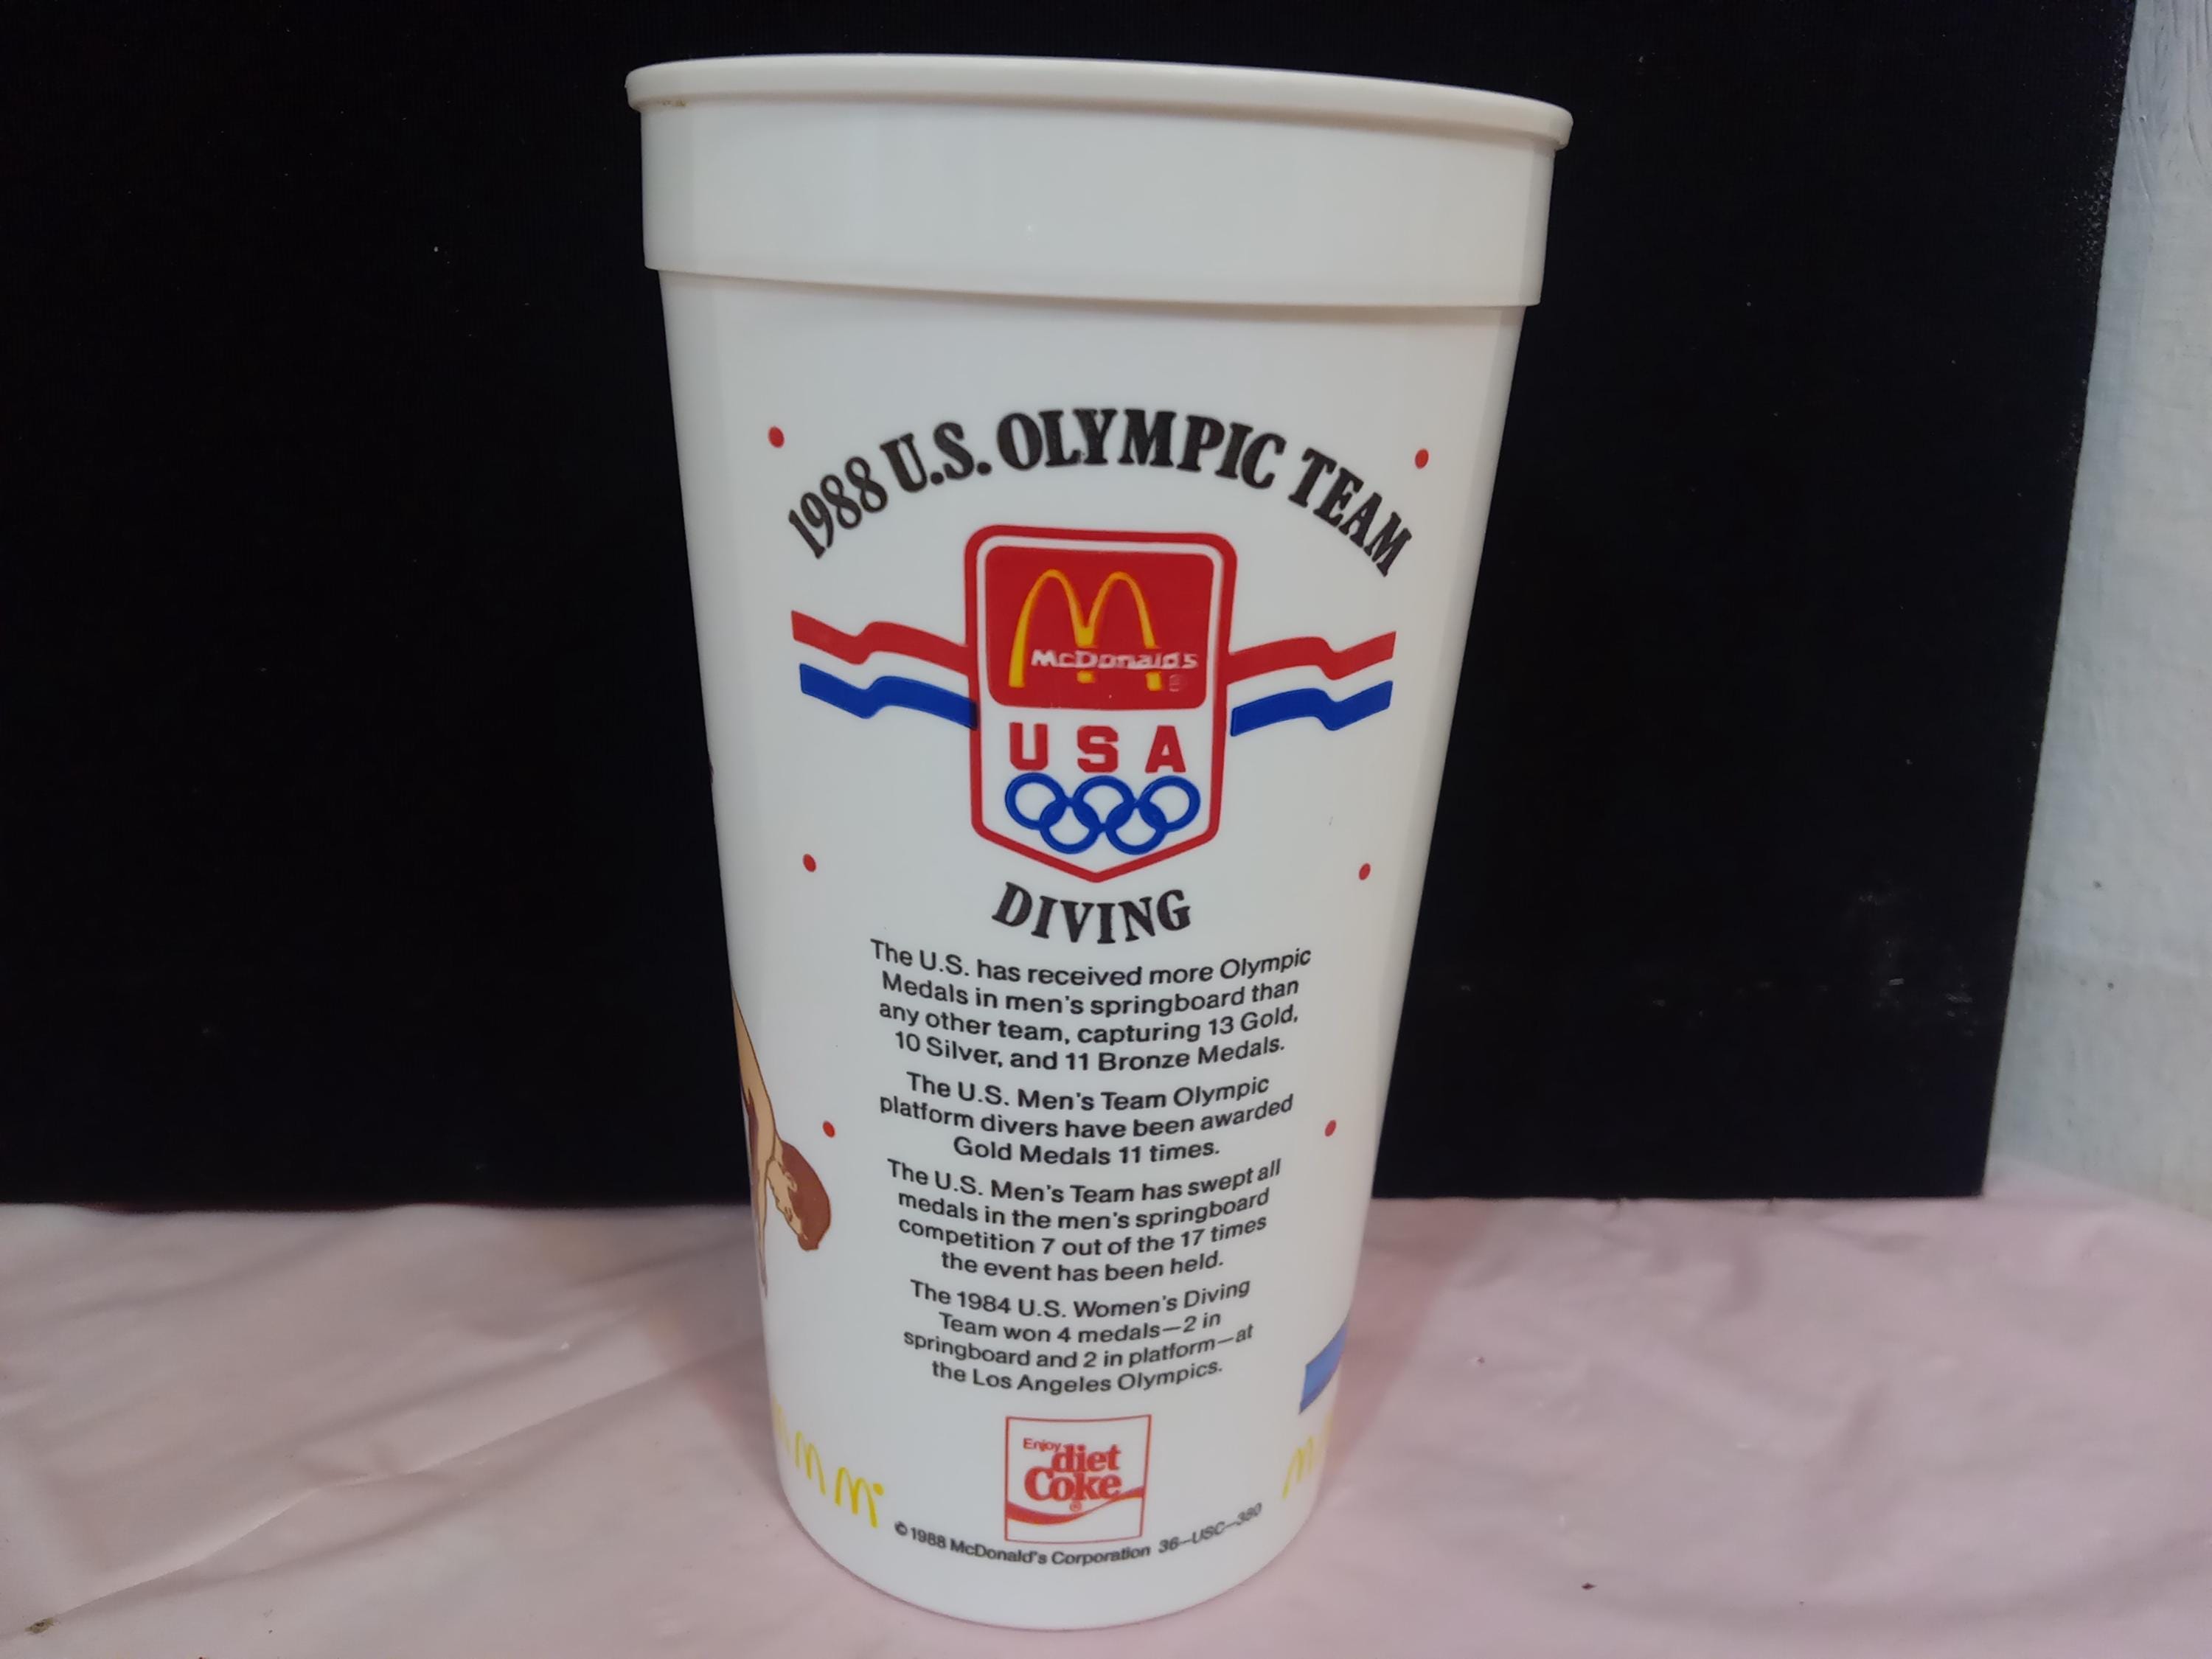 1988 U.S. OLYMPIC TEAM
McDonald's
USA
DIVING
The U.S. has received more Olympic
Medals in men's springboard than
any other team, capturing 13 Gold,
10 Silver, and 11 Bronze Medals.
The U.S. Men's Team Olympic
platform divers have been awarded
Gold Medals 11 times.
The U.S. Men's Team has swept all
medals in the men's springboard
competition 7 out of the 17 times
the event has been held.
The 1984 U.S. Women's Diving
Team won 4 medals—2 in
springboard and 2 in platform—at
the Los Angeles Olympics.
Enjoy
diet
Coke®
© 1988 McDonald's Corporation 36—USC—380